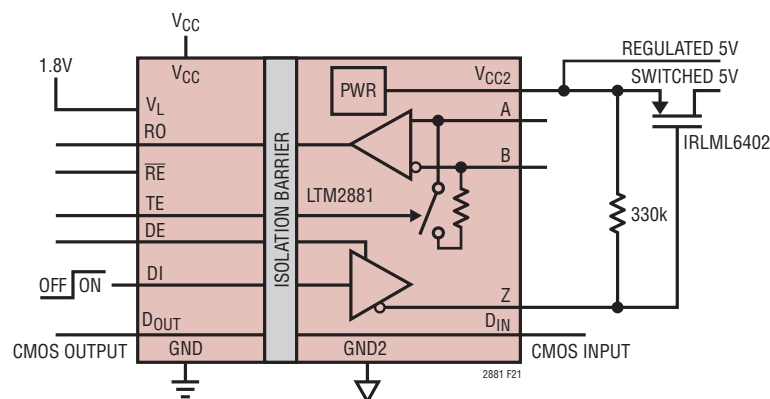 VCC
1.8V
VCC
VL
RO
RE
TE
DE
DI
OFF ON
DOUT
CMOS OUTPUT
GND
ISOLATION BARRIER
PWR
LTM2881
VCC2
A
B
Z
DIN
GND2
CMOS INPUT
2881 F21
REGULATED 5V
SWITCHED 5V
IRLML6402
330k